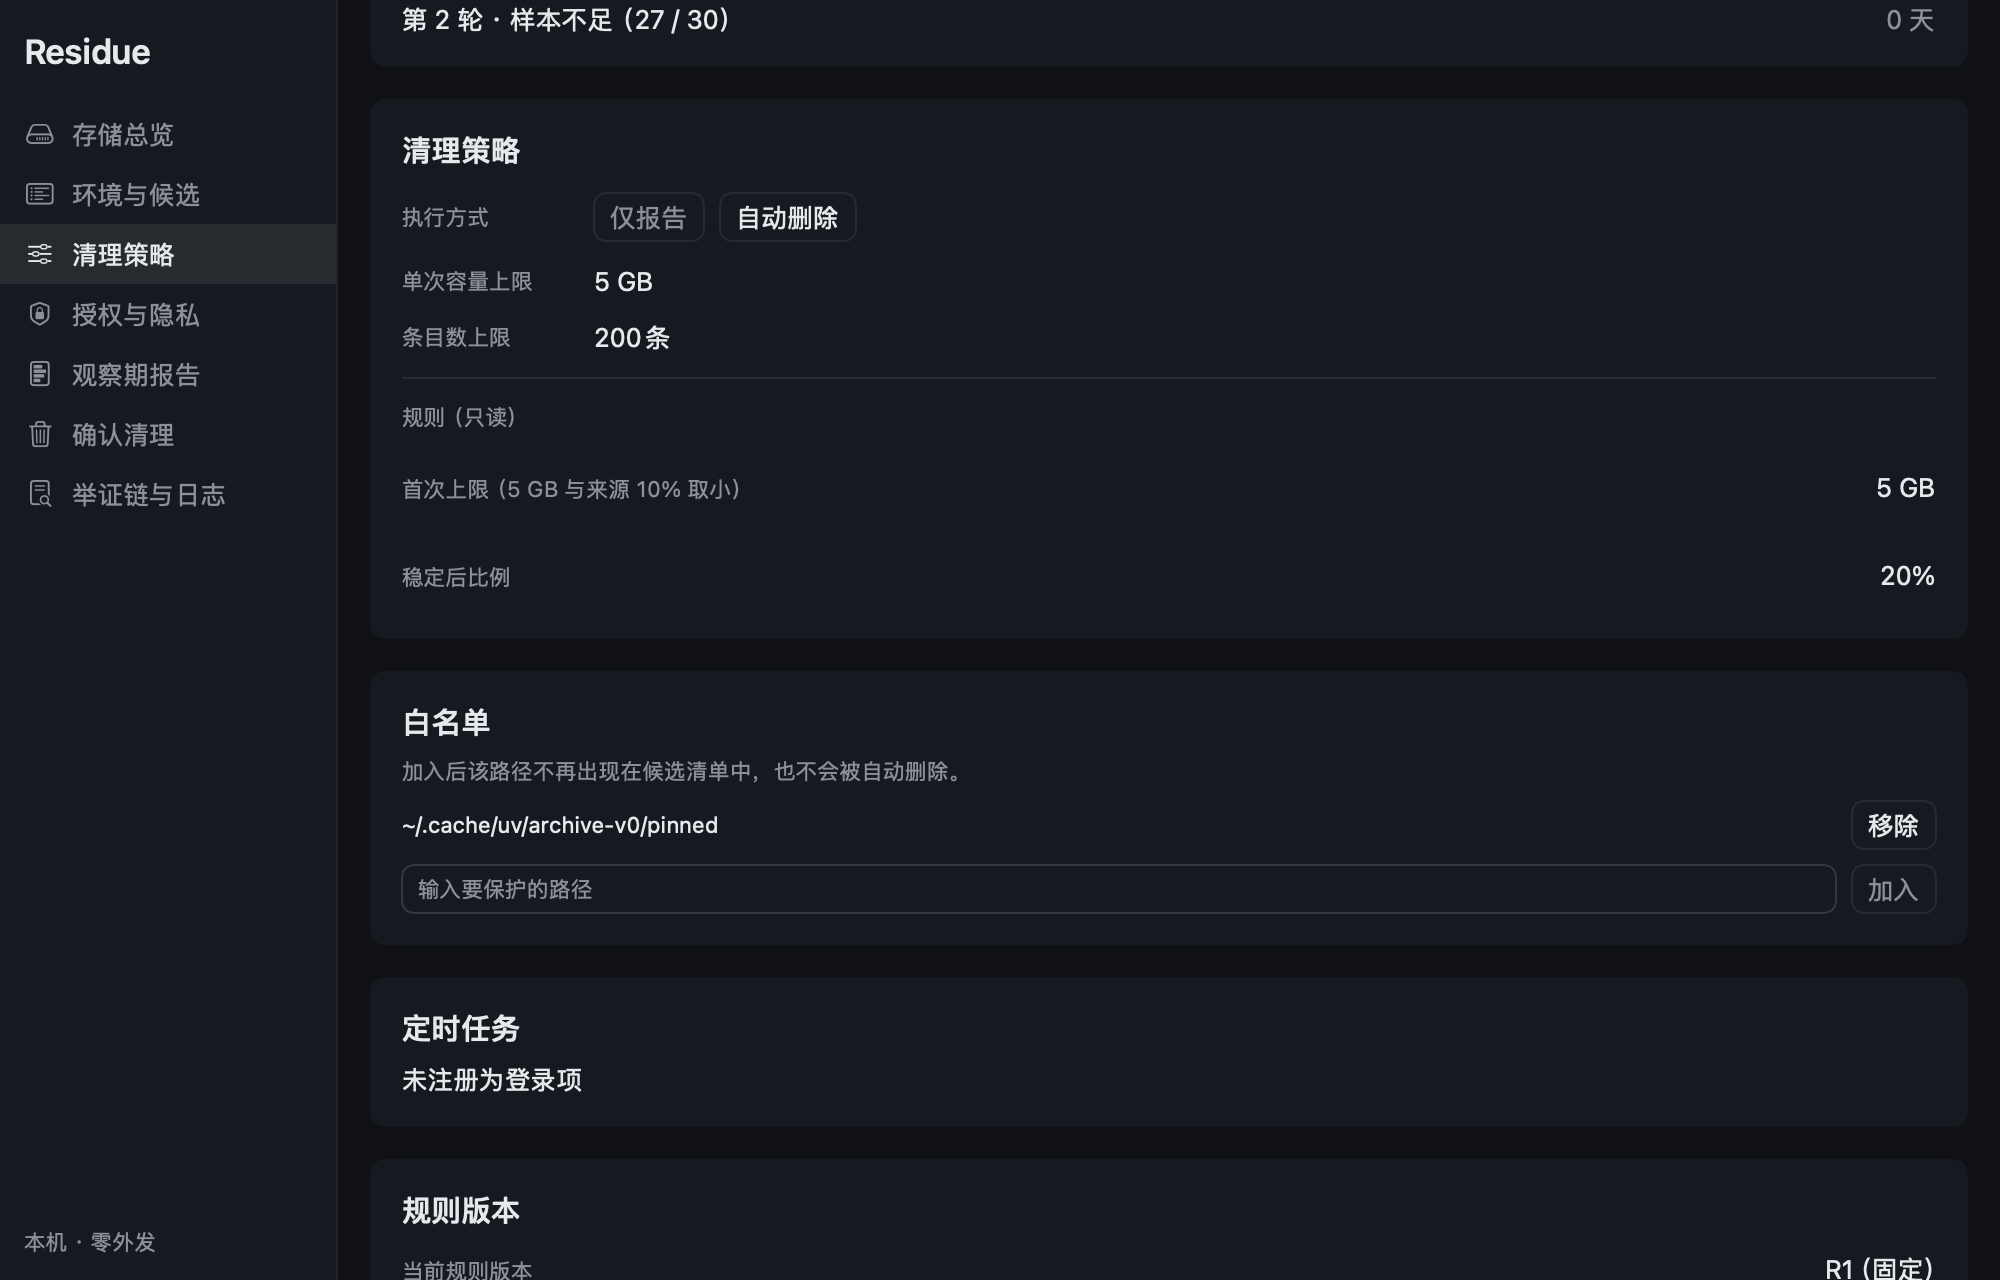 Residue
存储总览
环境与候选
清理策略
授权与隐私
观察期报告
确认清理
举证链与日志
本机 · 零外发
第 2 轮 · 样本不足（27 / 30） 0 天
清理策略
执行方式 仅报告 自动删除
单次容量上限 5 GB
条目数上限 200 条
规则（只读）
首次上限（5 GB 与来源 10% 取小） 5 GB
稳定后比例 20%
白名单
加入后该路径不再出现在候选清单中，也不会被自动删除。
~/.cache/uv/archive-v0/pinned 移除
输入要保护的路径 加入
定时任务
未注册为登录项
规则版本
当前规则版本 R1 (固定)